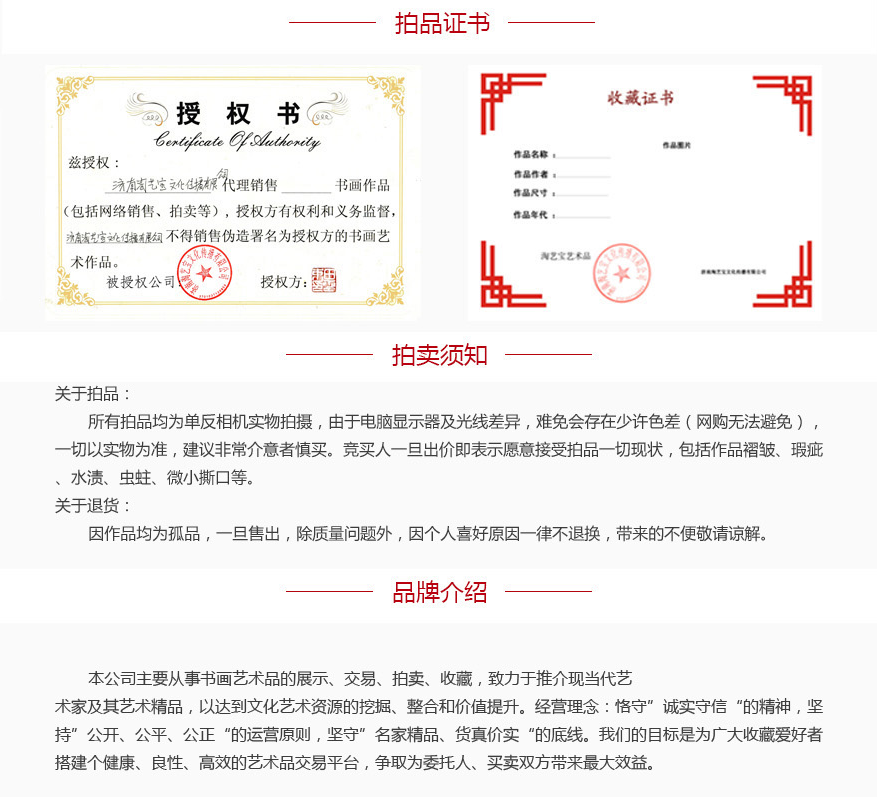 拍品证书
授 权 书
Certificate Of Authority
兹授权：
济南淘艺宝文化传播有限公司 代理销售 书画作品
（包括网络销售、拍卖等），授权方有权利和义务监督，
济南淘艺宝文化传播有限公司 不得销售伪造署名为授权方的书画艺
术作品。
被授权公司： 授权方：
收藏证书
作品图片
作品名称：
作品作者：
作品尺寸：
作品年代：
淘艺宝艺术品
济南淘艺宝文化传播有限公司
拍卖须知
关于拍品：
所有拍品均为单反相机实物拍摄，由于电脑显示器及光线差异，难免会存在少许色差（网购无法避免），
一切以实物为准，建议非常介意者慎买。竞买人一旦出价即表示愿意接受拍品一切现状，包括作品褶皱、瑕疵
、水渍、虫蛀、微小撕口等。
关于退货：
因作品均为孤品，一旦售出，除质量问题外，因个人喜好原因一律不退换，带来的不便敬请谅解。
品牌介绍
本公司主要从事书画艺术品的展示、交易、拍卖、收藏，致力于推介现当代艺
术家及其艺术精品，以达到文化艺术资源的挖掘、整合和价值提升。经营理念：恪守”诚实守信“的精神，坚
持”公开、公平、公正“的运营原则，坚守”名家精品、货真价实“的底线。我们的目标是为广大收藏爱好者
搭建个健康、良性、高效的艺术品交易平台，争取为委托人、买卖双方带来最大效益。